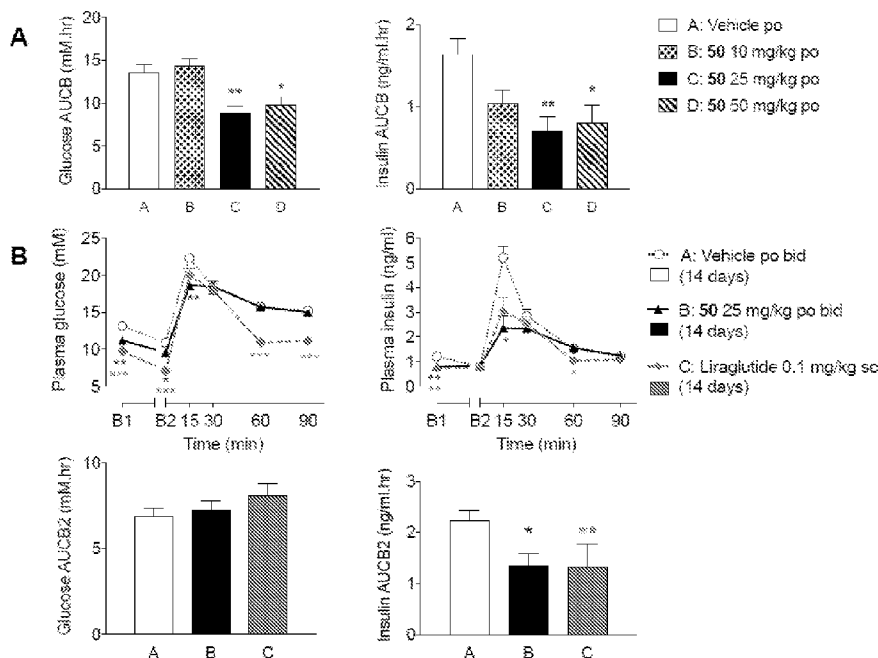 A
Glucose AUCB (mM.hr)
20
15
10
5
0
**
*
A B C D
Insulin AUCB (ng/ml.hr)
2
1
0
**
*
A B C D
A: Vehicle po
B: 50 10 mg/kg po
C: 50 25 mg/kg po
D: 50 50 mg/kg po
B
Plasma glucose (mM)
25
20
15
10
5
**
***
*
***
**
***
***
B1 B2 15 30 60 90
Time (min)
Plasma insulin (ng/ml)
6
5
4
3
2
1
0
**
**
*
*
B1 B2 15 30 60 90
Time (min)
A: Vehicle po bid
(14 days)
B: 50 25 mg/kg po bid
(14 days)
C: Liraglutide 0.1 mg/kg sc
(14 days)
Glucose AUCB2 (mM.hr)
10
5
0
A B C
Insulin AUCB2 (ng/ml.hr)
3
2
1
0
*
**
A B C